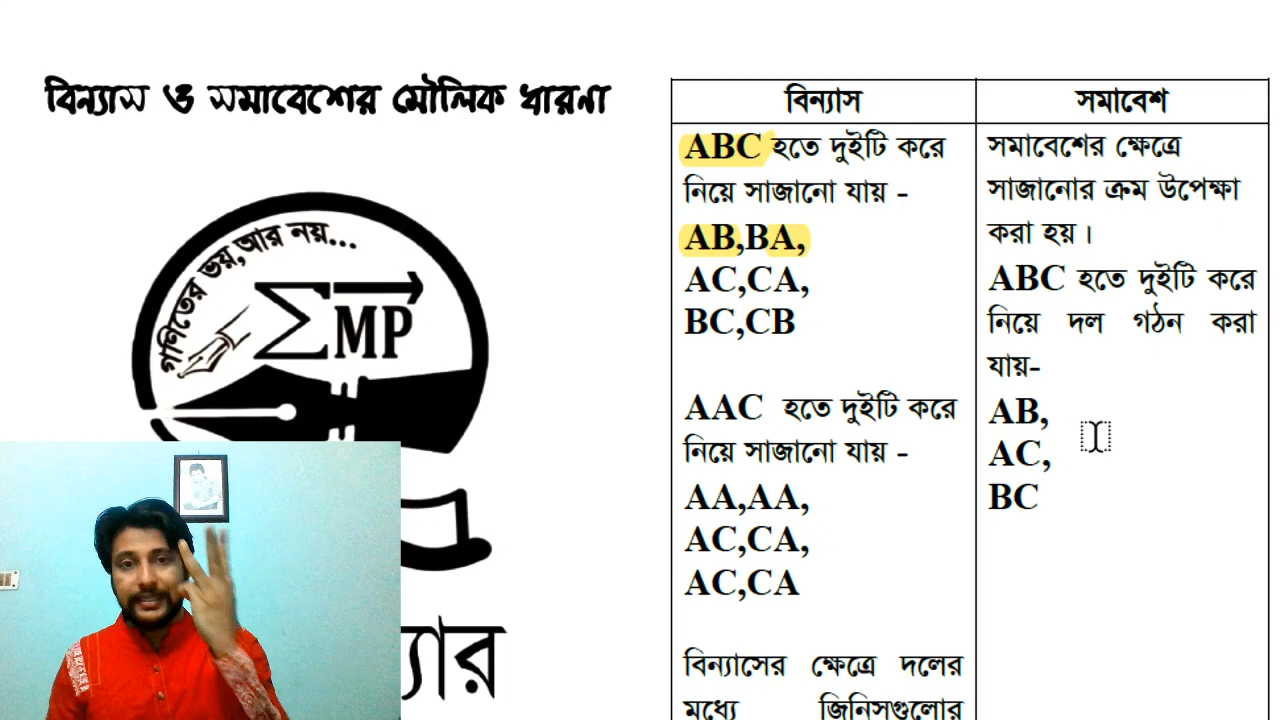 বিন্যাস ও সমাবেশের মৌলিক ধারনা
গণিতের ভয়,আর নয়...
∑MP
্যার
বিন্যাস
ABC হতে দুইটি করে
নিয়ে সাজানো যায় -
AB,BA,
AC,CA,
BC,CB
AAC হতে দুইটি করে
নিয়ে সাজানো যায় -
AA,AA,
AC,CA,
AC,CA
বিন্যাসের ক্ষেত্রে দলের
মধ্যে জিনিসগুলোর
সমাবেশ
সমাবেশের ক্ষেত্রে
সাজানোর ক্রম উপেক্ষা
করা হয়।
ABC হতে দুইটি করে
নিয়ে দল গঠন করা
যায়-
AB,
AC,
BC